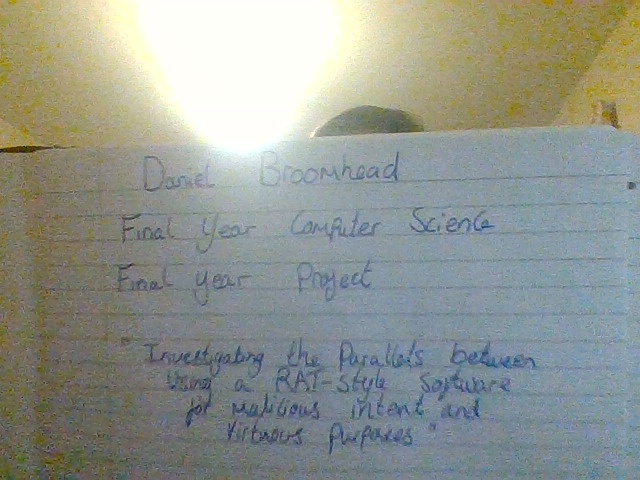 Daniel Broomhead
Final Year Computer Science
Final year Project
"Investigating the Parallels between
Using a RAT-Style Software
for malicious intent and
Virtuous purposes"